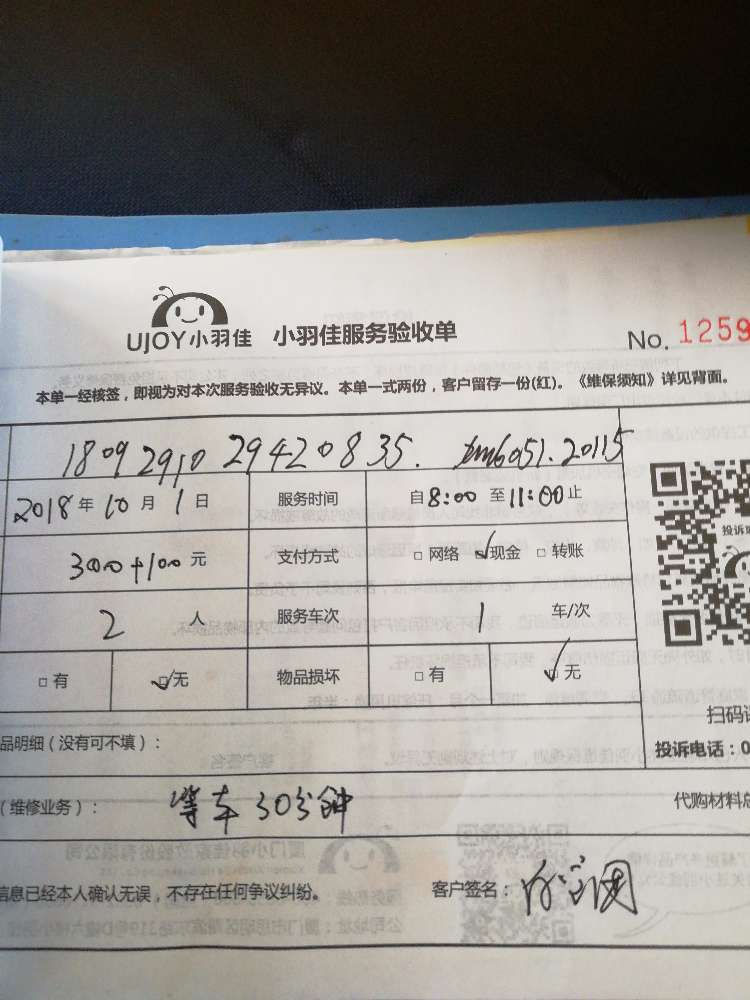 UJOY小羽佳 小羽佳服务验收单
No. 1259
本单一经核签，即视为对本次服务验收无异议。本单一式两份，客户留存一份(红)。《维保须知》详见背面。
1809291029420835. xm6051.20115
2018年10月1日 服务时间 自8:00至11:00止
300+100元 支付方式 □网络 ☑现金 □转账
2人 服务车次 1车/次
□有 ☑无 物品损坏 □有 ☑无
投诉
扫码
品明细（没有可不填）：
投诉电话：0
（维修业务）： 等车30分钟
代购材料总
信息已经本人确认无误，不存在任何争议纠纷。 客户签名：